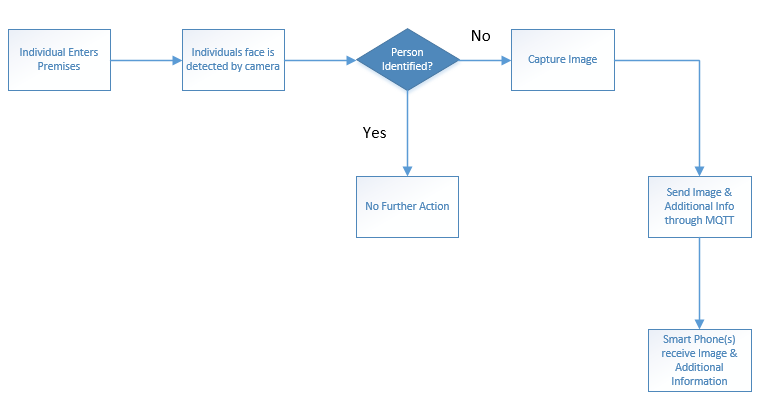 Individual Enters
Premises
Individuals face is
detected by camera
Person
Identified?
No
Capture Image
Yes
No Further Action
Send Image &
Additional Info
through MQTT
Smart Phone(s)
receive Image &
Additional
Information